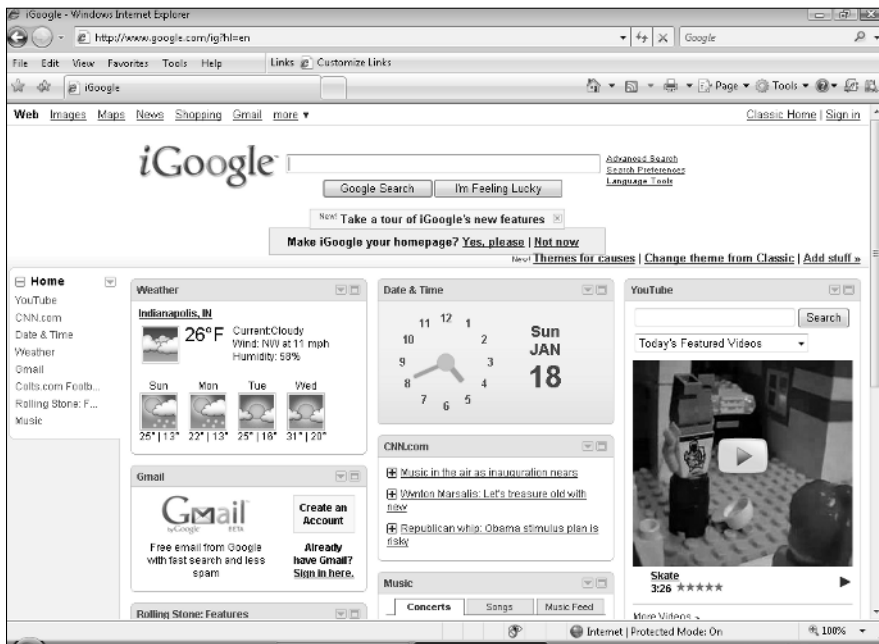 iGoogle - Windows Internet Explorer
http://www.google.com/ig?hl=en
Google
File Edit View Favorites Tools Help Links Customize Links
iGoogle
Page Tools
Web Images Maps News Shopping Gmail more
Classic Home | Sign in
iGoogle
Advanced Search
Search Preferences
Language Tools
Google Search
I'm Feeling Lucky
New! Take a tour of iGoogle's new features
Make iGoogle your homepage? Yes, please | Not now
New! Themes for causes | Change theme from Classic | Add stuff »
Home
YouTube
CNN.com
Date & Time
Weather
Gmail
Colts.com Footb...
Rolling Stone: F...
Music
Weather
Indianapolis, IN
26°F
Current:Cloudy
Wind: NW at 11 mph
Humidity: 58%
Sun Mon Tue Wed
25°|13° 22°|13° 25°|16° 31°|20°
Gmail
Gmail
by Google BETA
Free email from Google
with fast search and less
spam
Create an
Account
Already
have Gmail?
Sign in here.
Rolling Stone: Features
Date & Time
12 1 2 3 4 5 6 7 8 9 10 11
Sun
JAN
18
CNN.com
Music in the air as inauguration nears
Wynton Marsalis: Let's treasure old with
new
Republican whip: Obama stimulus plan is
risky
Music
Concerts Songs Music Feed
YouTube
Search
Today's Featured Videos
Skate
3:26
More Videos »
Internet | Protected Mode: On
100%